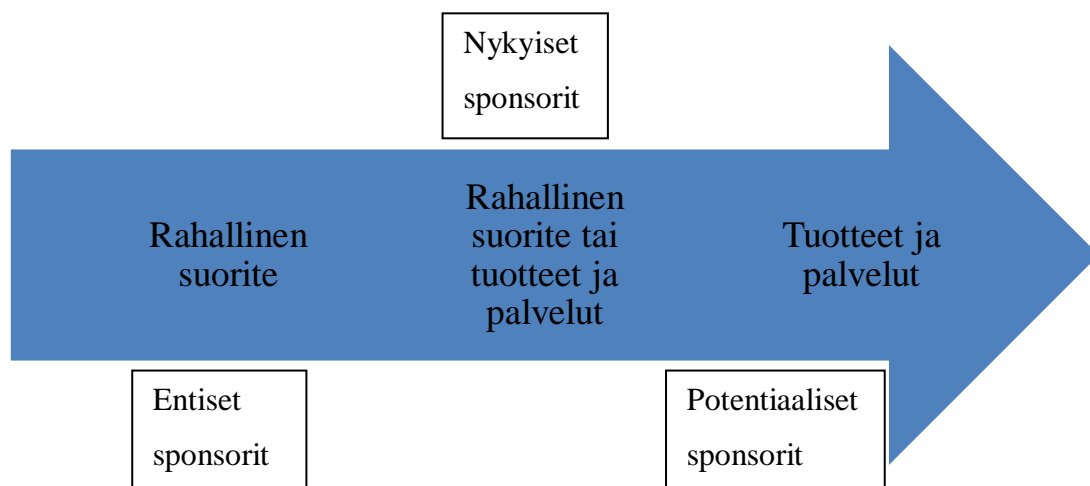 Nykyiset
sponsorit
Rahallinen
suorite
Rahallinen
suorite tai
tuotteet ja
palvelut
Tuotteet ja
palvelut
Entiset
sponsorit
Potentiaaliset
sponsorit